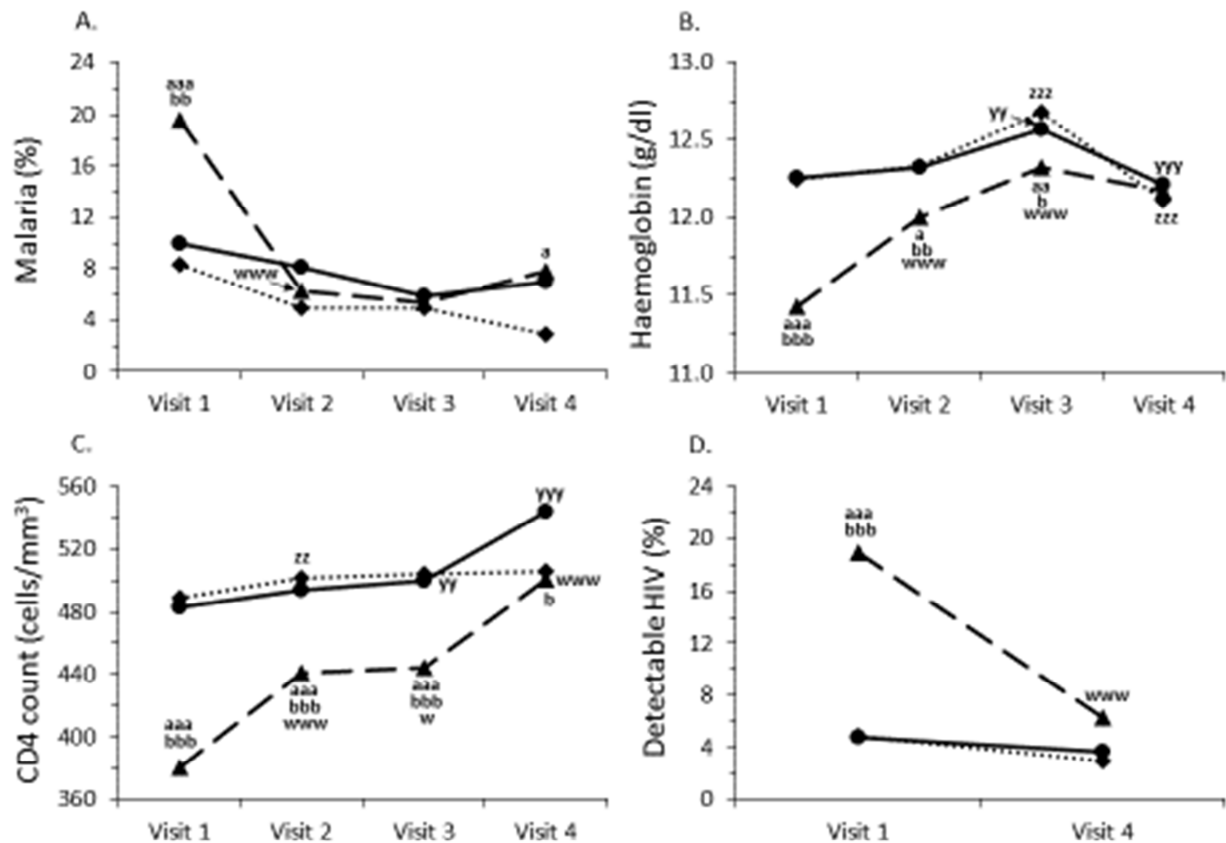 A.
Malaria (%)
24
20
16
12
8
4
0
aaa
bb
www
a
Visit 1 Visit 2 Visit 3 Visit 4
B.
Haemoglobin (g/dl)
13.0
12.5
12.0
11.5
11.0
zzz
yy
yyy
zzz
aa
b
www
a
bb
www
aaa
bbb
Visit 1 Visit 2 Visit 3 Visit 4
C.
CD4 count (cells/mm³)
560
520
480
440
400
360
yyy
zz
yy
www
b
aaa
bbb
www
aaa
bbb
w
aaa
bbb
Visit 1 Visit 2 Visit 3 Visit 4
D.
Detectable HIV (%)
24
20
16
12
8
4
0
aaa
bbb
www
Visit 1 Visit 4